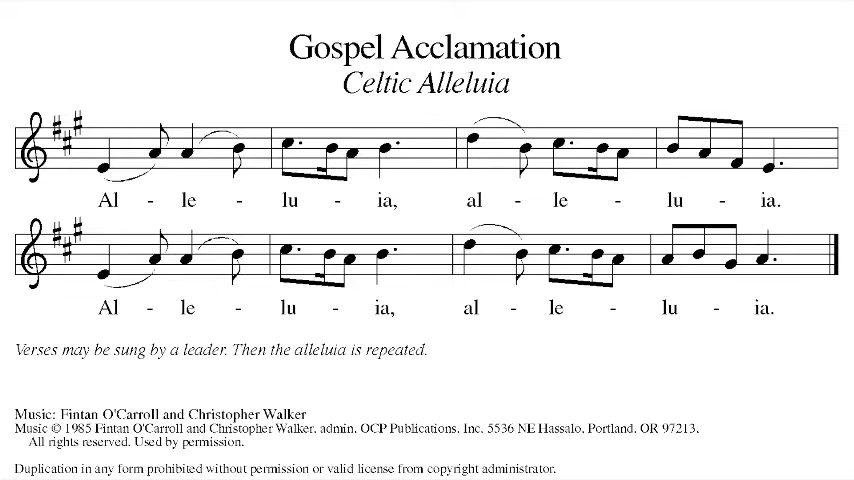 Gospel Acclamation
Celtic Alleluia
Al - le - lu - ia, al - le - lu - ia.
Al - le - lu - ia, al - le - lu - ia.
Verses may be sung by a leader. Then the alleluia is repeated.
Music: Fintan O'Carroll and Christopher Walker
Music © 1985 Fintan O'Carroll and Christopher Walker, admin. OCP Publications, Inc. 5536 NE Hassalo, Portland, OR 97213.
All rights reserved. Used by permission.
Duplication in any form prohibited without permission or valid license from copyright administrator.